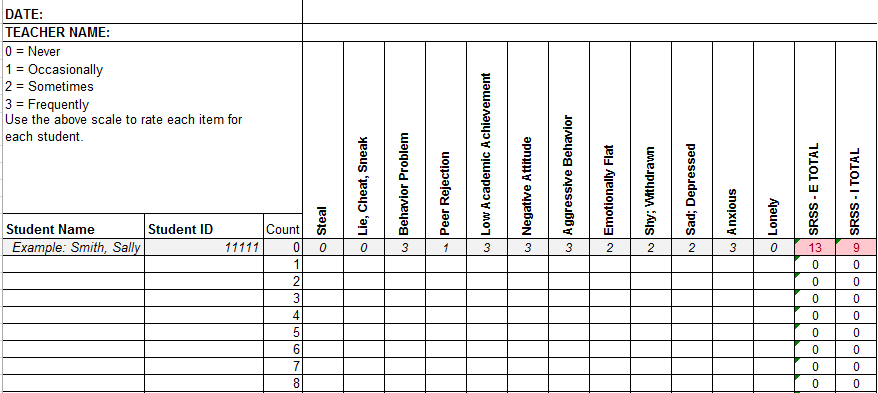 DATE:
TEACHER NAME:
0 = Never
1 = Occasionally
2 = Sometimes
3 = Frequently
Use the above scale to rate each item for
each student.
Student Name Student ID Count Steal Lie, Cheat, Sneak Behavior Problem Peer Rejection Low Academic Achievement Negative Attitude Aggressive Behavior Emotionally Flat Shy; Withdrawn Sad; Depressed Anxious Lonely SRSS - E TOTAL SRSS - I TOTAL
Example: Smith, Sally 11111 0 0 0 3 1 3 3 3 2 2 2 3 0 13 9
1 0 0
2 0 0
3 0 0
4 0 0
5 0 0
6 0 0
7 0 0
8 0 0